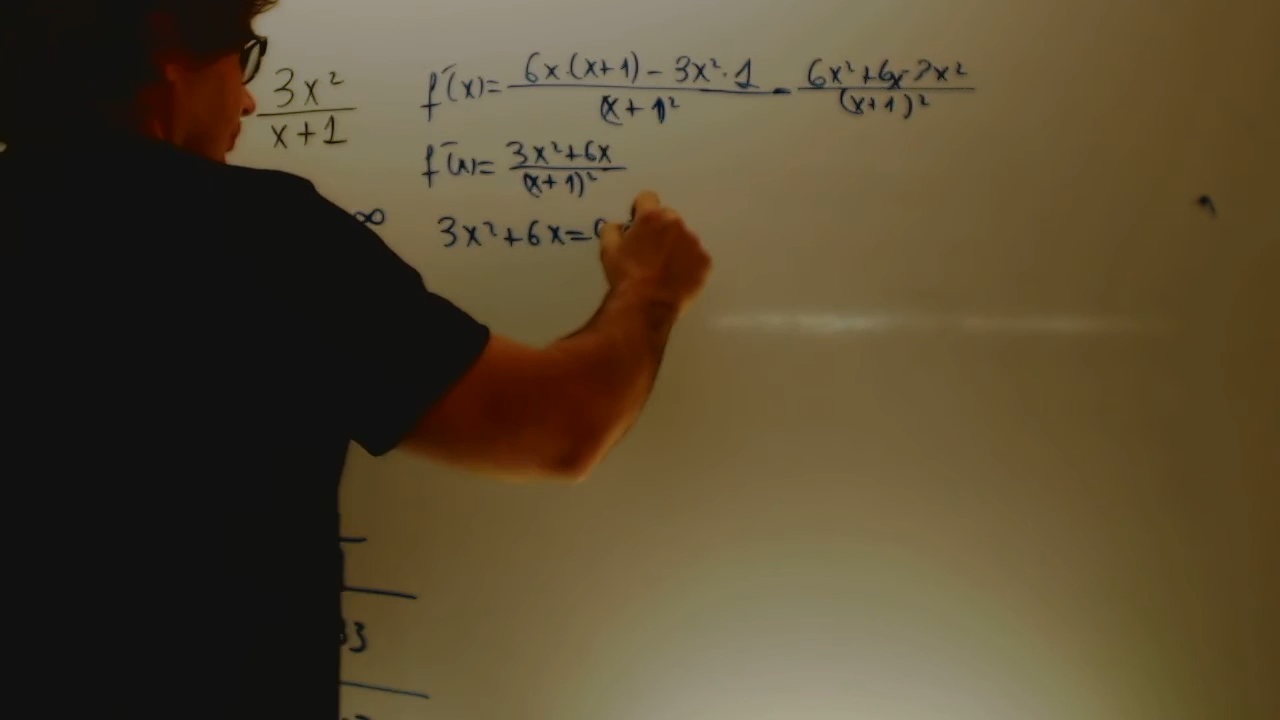 3x²/(x+1)
f'(x)= (6x·(x+1) - 3x²·1)/(x+1)² = (6x²+6x-3x²)/(x+1)²
f'(x)= (3x²+6x)/(x+1)²
∞
3x²+6x=0
3